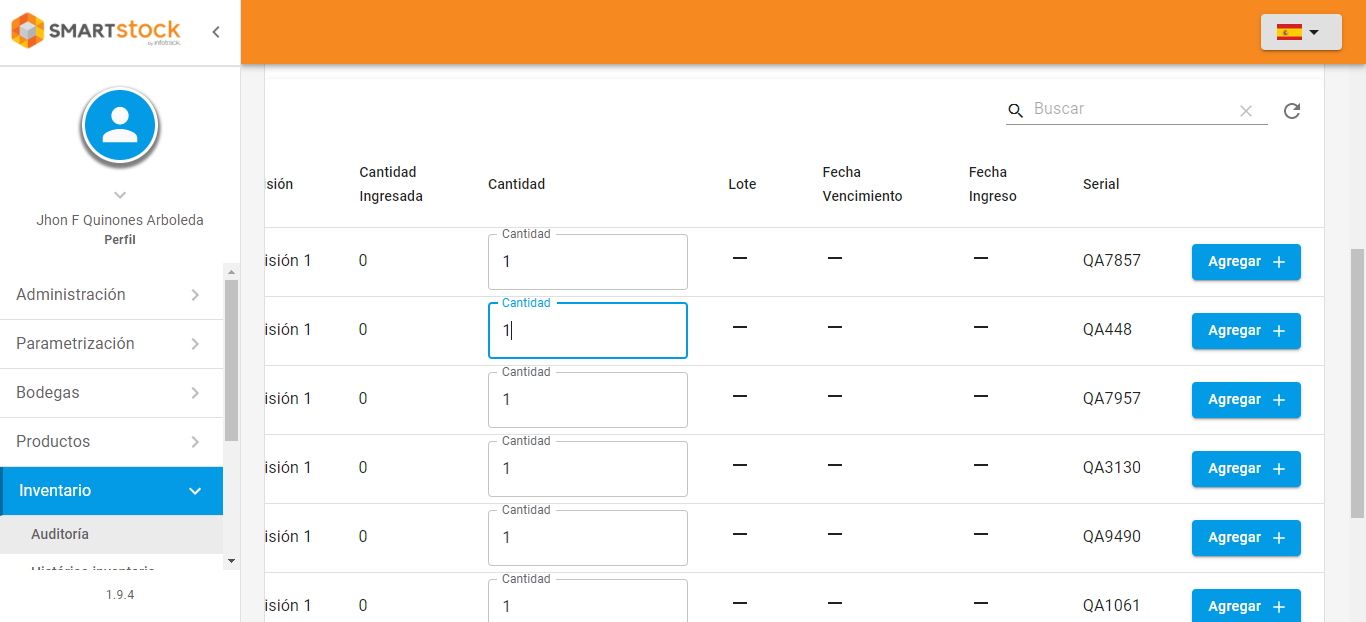 SMARTstock
by infotrack.
Jhon F Quinones Arboleda
Perfil
Administración
Parametrización
Bodegas
Productos
Inventario
Auditoría
Histórico inventario
1.9.4
Buscar
isión
Cantidad Ingresada
Cantidad
Lote
Fecha Vencimiento
Fecha Ingreso
Serial
isión 1 0 Cantidad 1 — — — QA7857 Agregar +
isión 1 0 Cantidad 1 — — — QA448 Agregar +
isión 1 0 Cantidad 1 — — — QA7957 Agregar +
isión 1 0 Cantidad 1 — — — QA3130 Agregar +
isión 1 0 Cantidad 1 — — — QA9490 Agregar +
isión 1 0 Cantidad 1 — — — QA1061 Agregar +